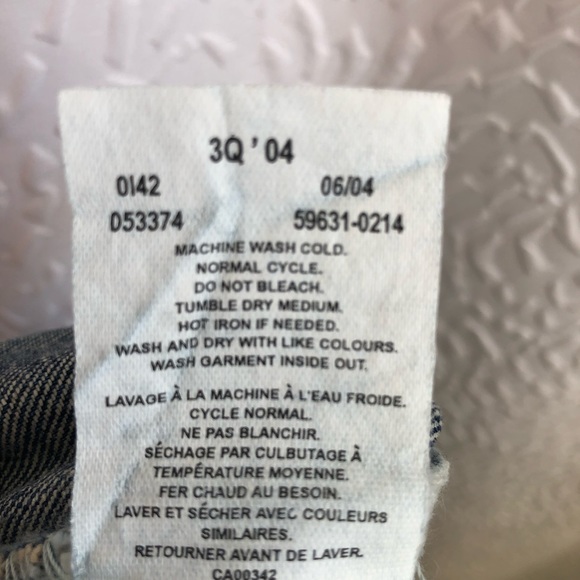 3Q '04
0142 06/04
053374 59631-0214
MACHINE WASH COLD.
NORMAL CYCLE.
DO NOT BLEACH.
TUMBLE DRY MEDIUM.
HOT IRON IF NEEDED.
WASH AND DRY WITH LIKE COLOURS.
WASH GARMENT INSIDE OUT.
LAVAGE À LA MACHINE À L'EAU FROIDE.
CYCLE NORMAL.
NE PAS BLANCHIR.
SÉCHAGE PAR CULBUTAGE À
TEMPÉRATURE MOYENNE.
FER CHAUD AU BESOIN.
LAVER ET SÉCHER AVEC COULEURS
SIMILAIRES.
RETOURNER AVANT DE LAVER.
CA00342